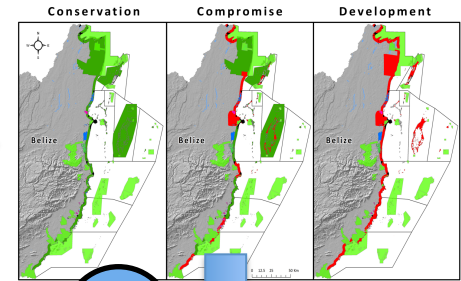 Conservation Compromise Development
N
Belize Belize Belize
0 12.5 25 50 Km